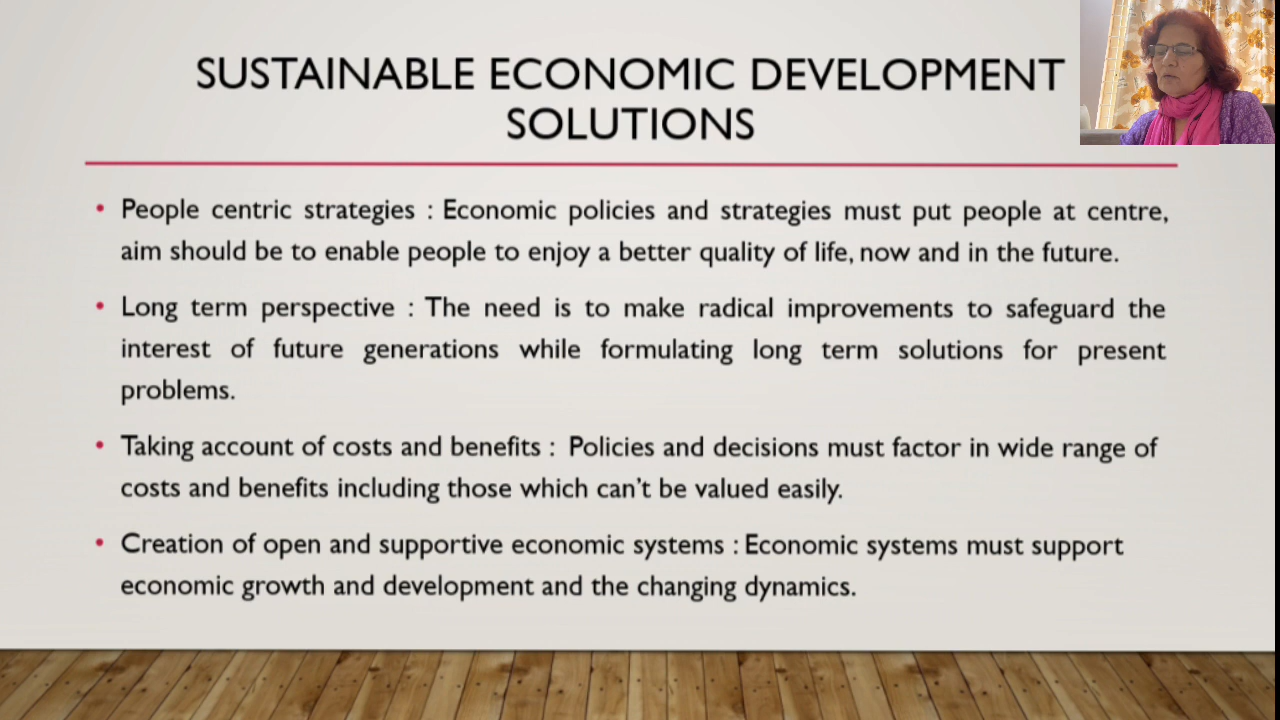 SUSTAINABLE ECONOMIC DEVELOPMENT
SOLUTIONS
• People centric strategies : Economic policies and strategies must put people at centre,
aim should be to enable people to enjoy a better quality of life, now and in the future.
• Long term perspective : The need is to make radical improvements to safeguard the
interest of future generations while formulating long term solutions for present
problems.
• Taking account of costs and benefits : Policies and decisions must factor in wide range of
costs and benefits including those which can't be valued easily.
• Creation of open and supportive economic systems : Economic systems must support
economic growth and development and the changing dynamics.